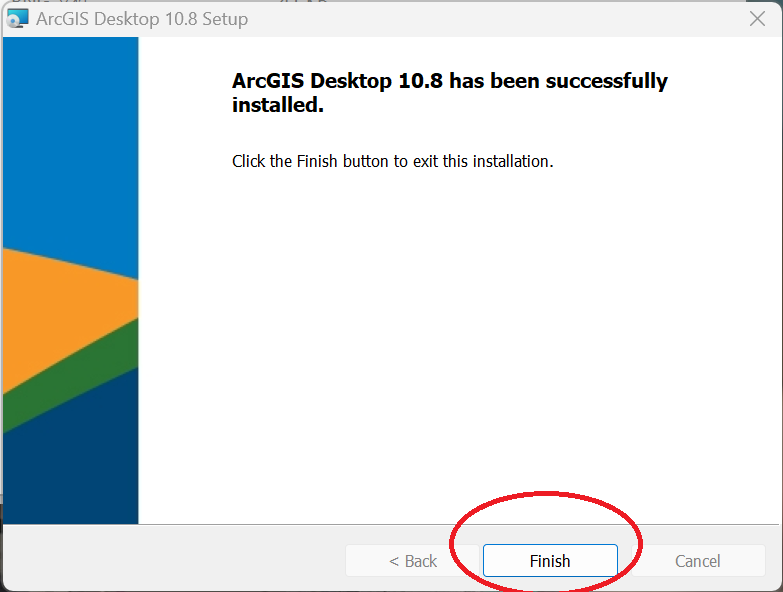 ArcGIS Desktop 10.8 Setup
ArcGIS Desktop 10.8 has been successfully
installed.
Click the Finish button to exit this installation.
< Back
Finish
Cancel